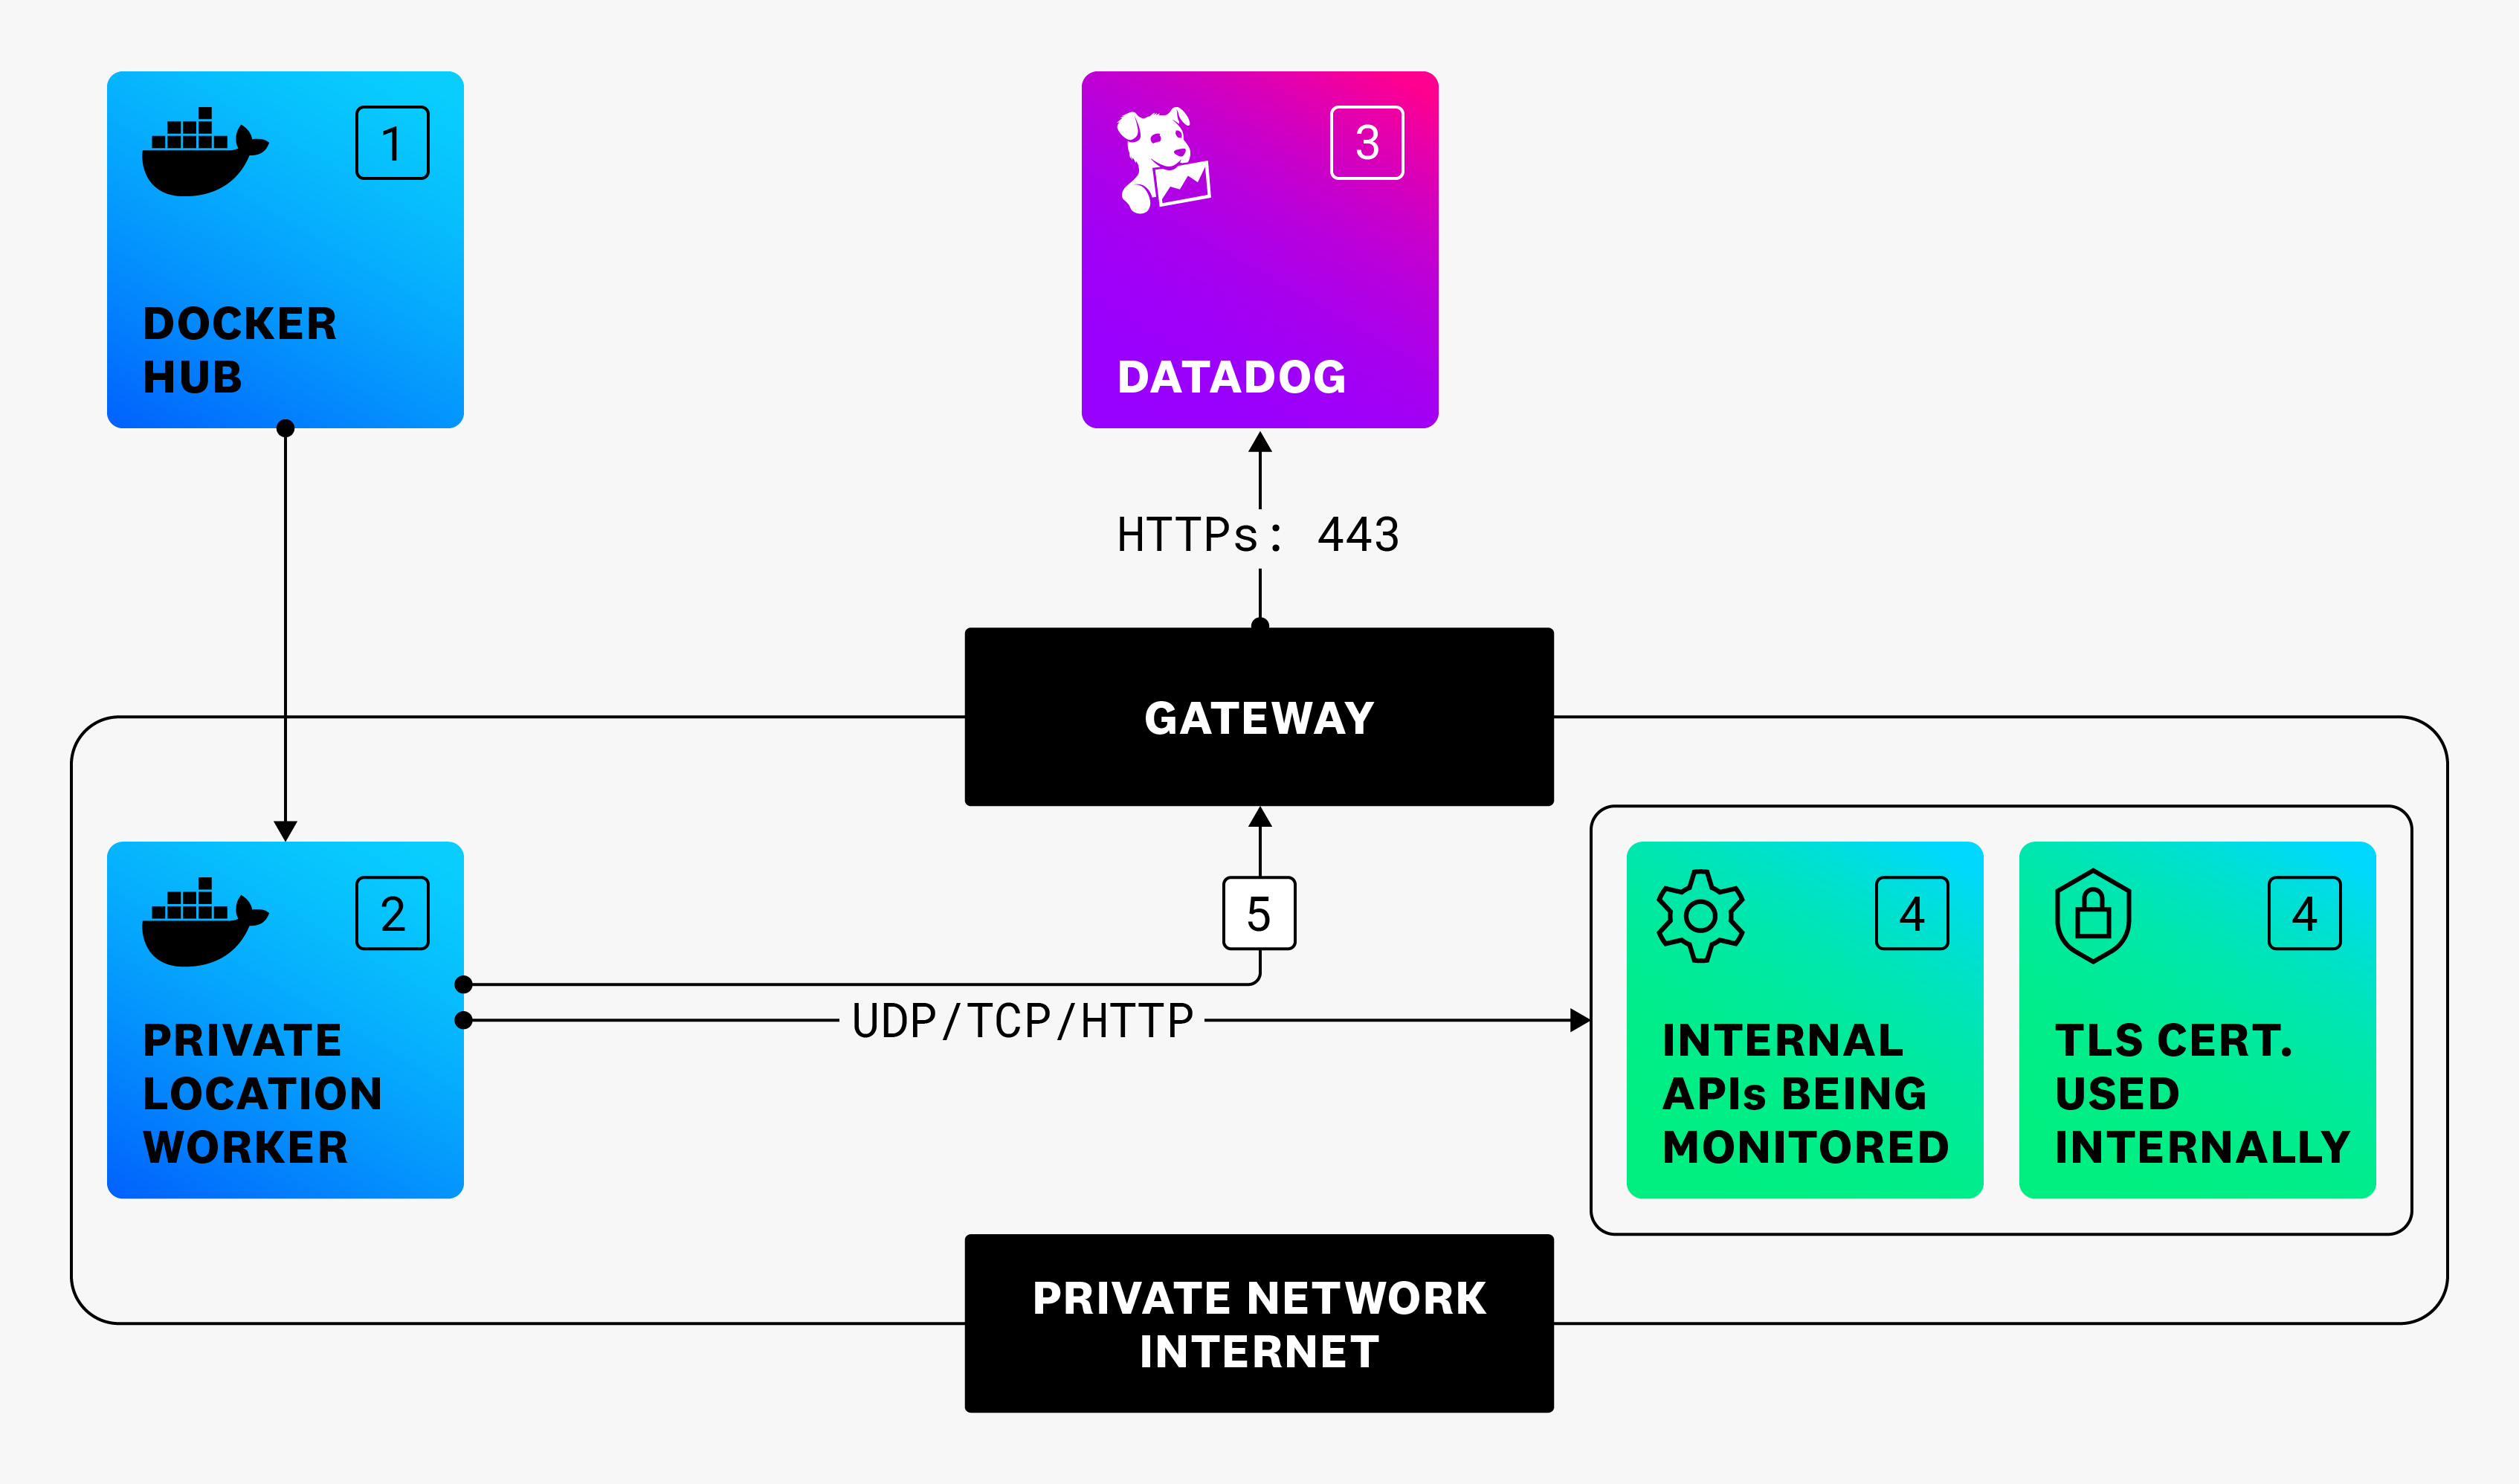 1
DOCKER
HUB
3
DATADOG
HTTPs: 443
GATEWAY
2
PRIVATE
LOCATION
WORKER
5
UDP/TCP/HTTP
4
INTERNAL
APIs BEING
MONITORED
4
TLS CERT.
USED
INTERNALLY
PRIVATE NETWORK
INTERNET